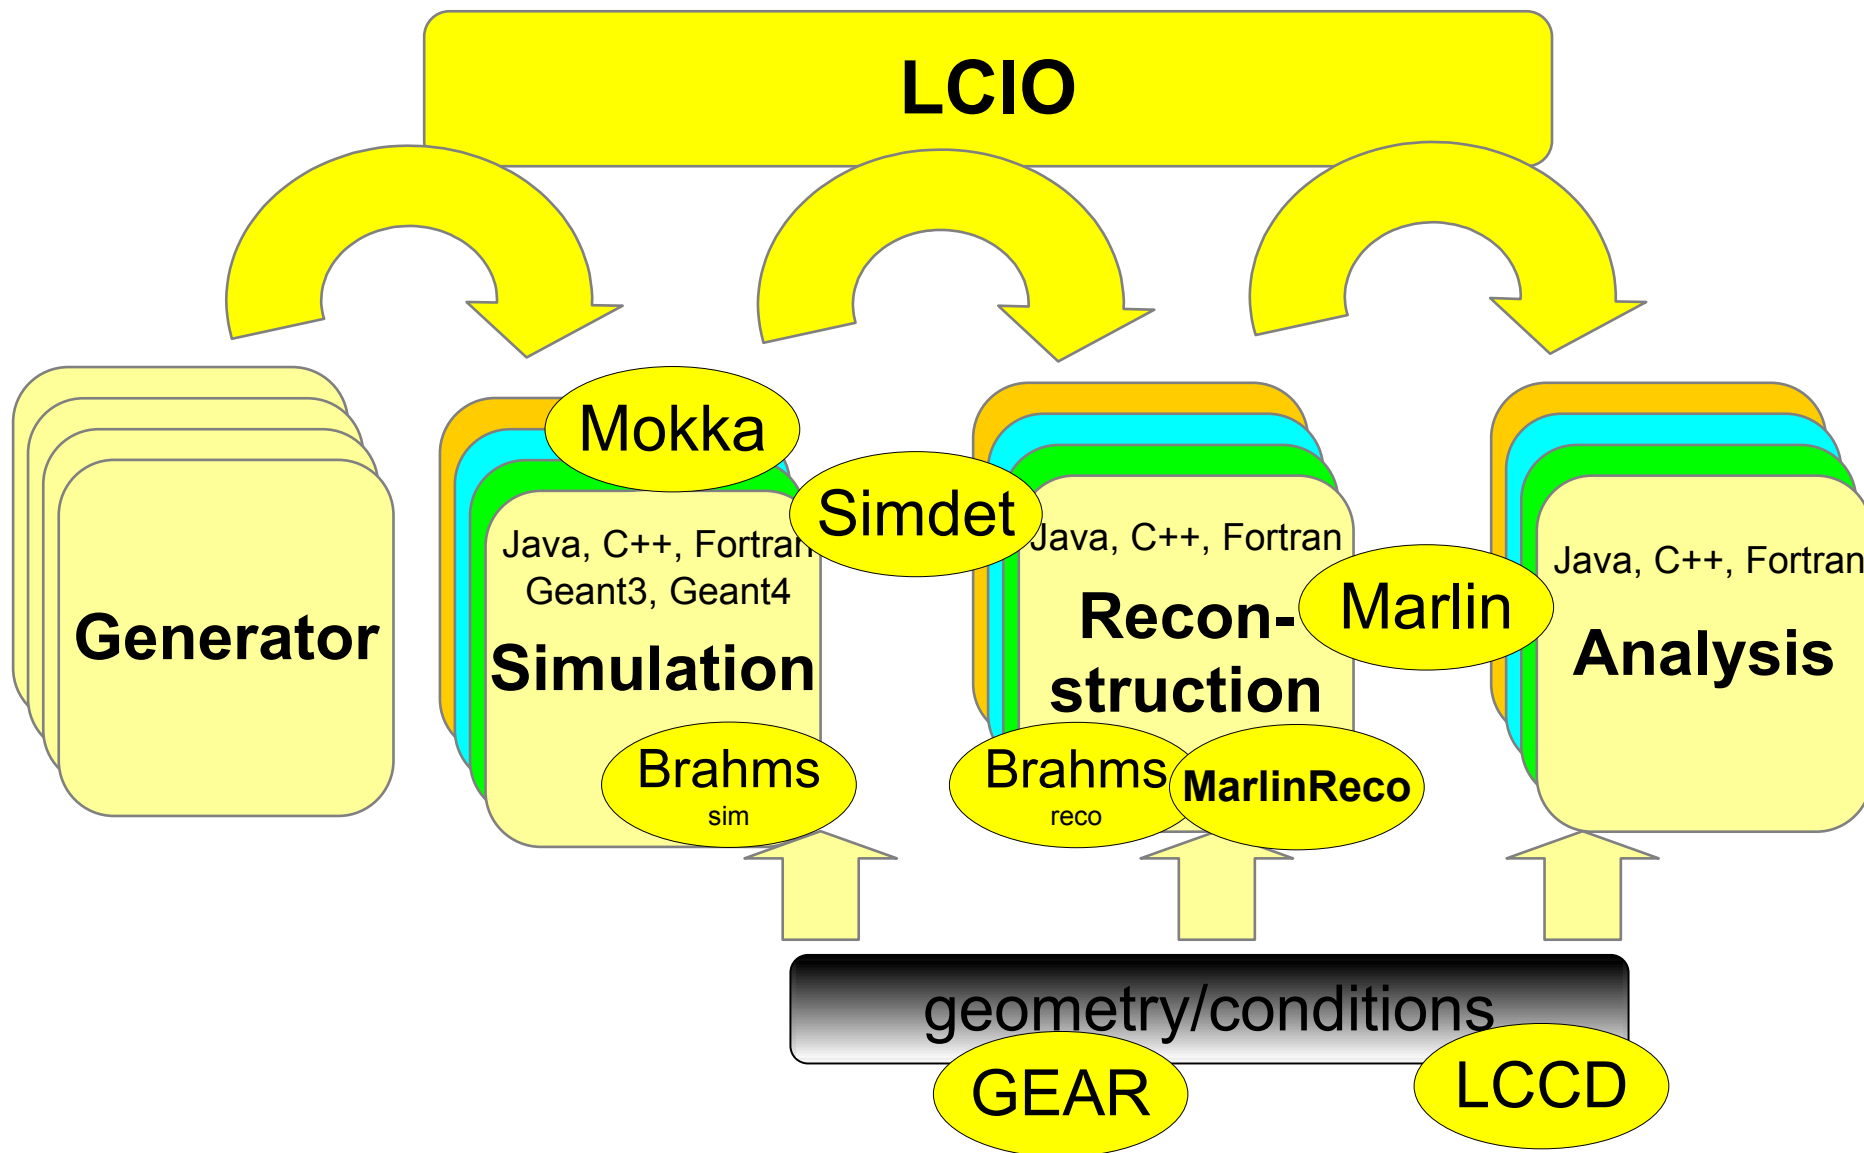 LCIO
Mokka
Simdet
Java, C++, Fortran
Geant3, Geant4
Simulation
Generator
Java, C++, Fortran
Recon-
struction
Marlin
Java, C++, Fortran
Analysis
Brahms
sim
Brahms
reco
MarlinReco
geometry/conditions
GEAR
LCCD